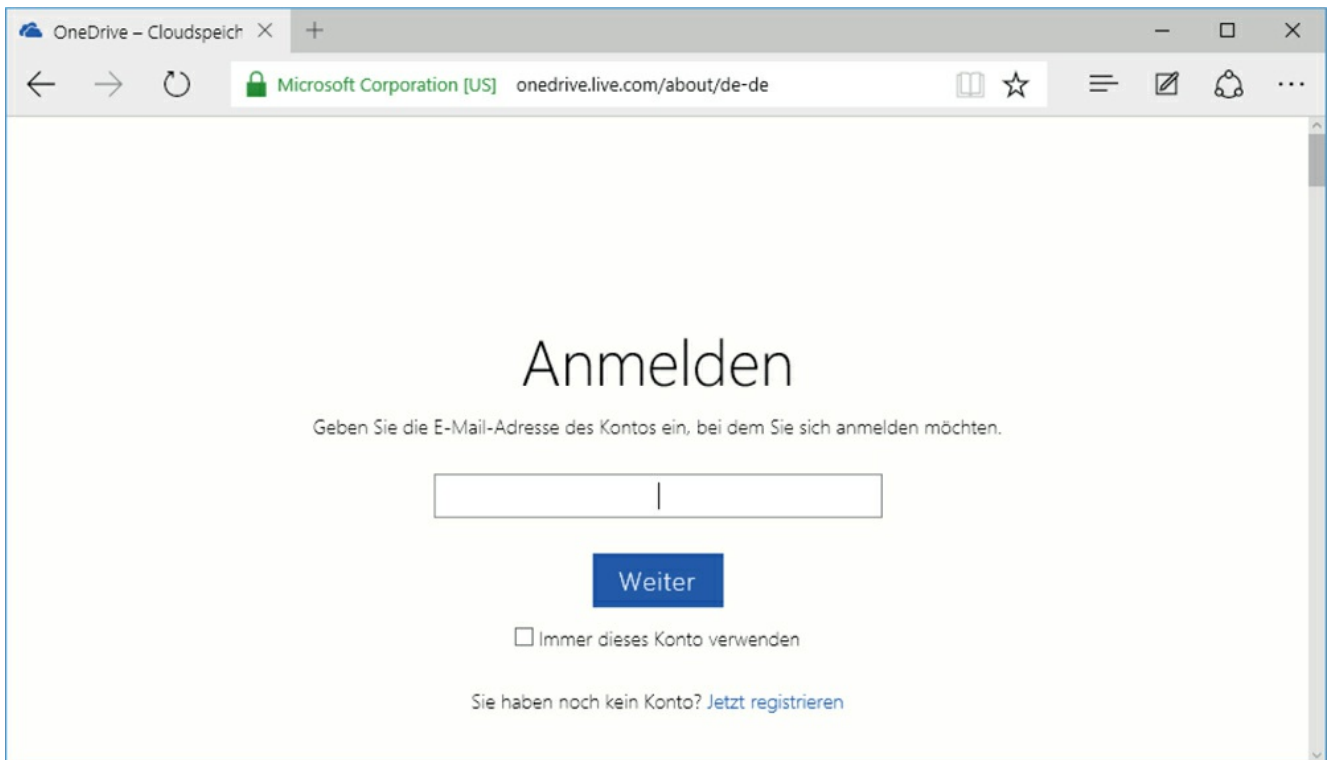 OneDrive – Cloudspeich
Microsoft Corporation [US] onedrive.live.com/about/de-de
Anmelden
Geben Sie die E-Mail-Adresse des Kontos ein, bei dem Sie sich anmelden möchten.
Weiter
Immer dieses Konto verwenden
Sie haben noch kein Konto? Jetzt registrieren